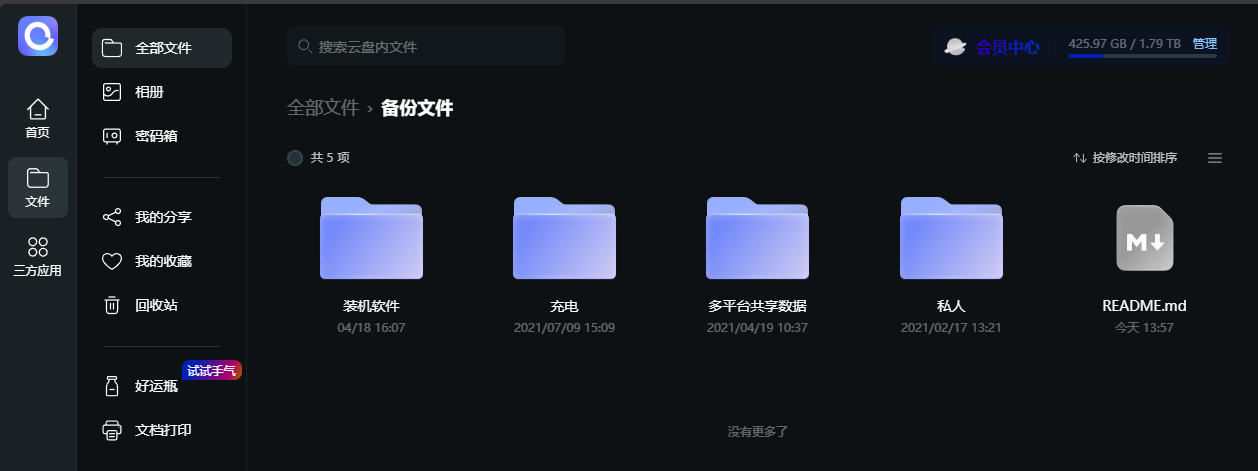 首页
文件
三方应用
全部文件
相册
密码箱
我的分享
我的收藏
回收站
好运瓶
试试手气
文档打印
搜索云盘内文件
会员中心
425.97 GB / 1.79 TB 管理
全部文件 › 备份文件
共 5 项
按修改时间排序
装机软件
04/18 16:07
充电
2021/07/09 15:09
多平台共享数据
2021/04/19 10:37
私人
2021/02/17 13:21
M
README.md
今天 13:57
没有更多了